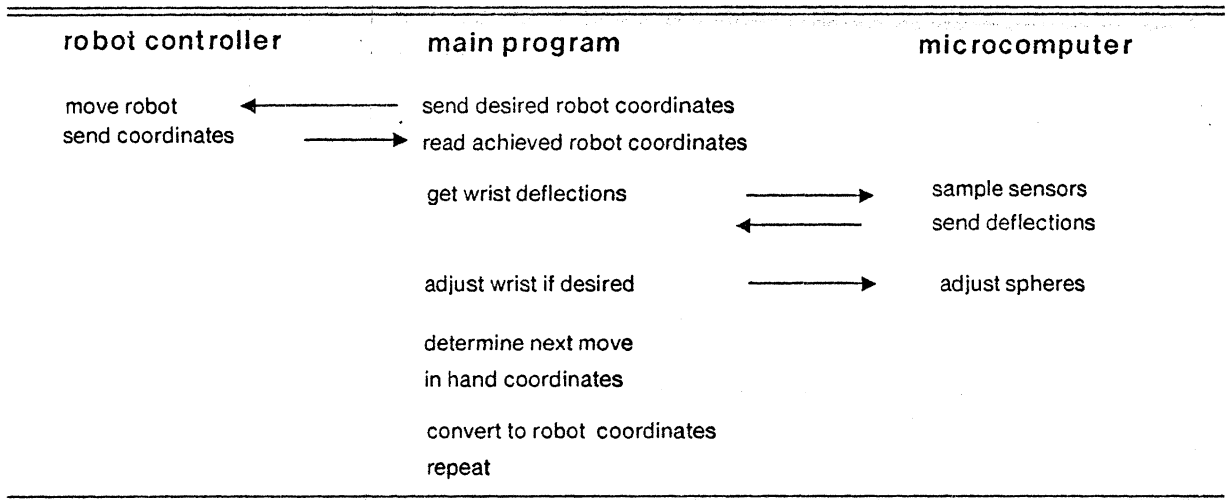 robot controller main program microcomputer
move robot send desired robot coordinates
send coordinates read achieved robot coordinates
get wrist deflections sample sensors
send deflections
adjust wrist if desired adjust spheres
determine next move
in hand coordinates
convert to robot coordinates
repeat